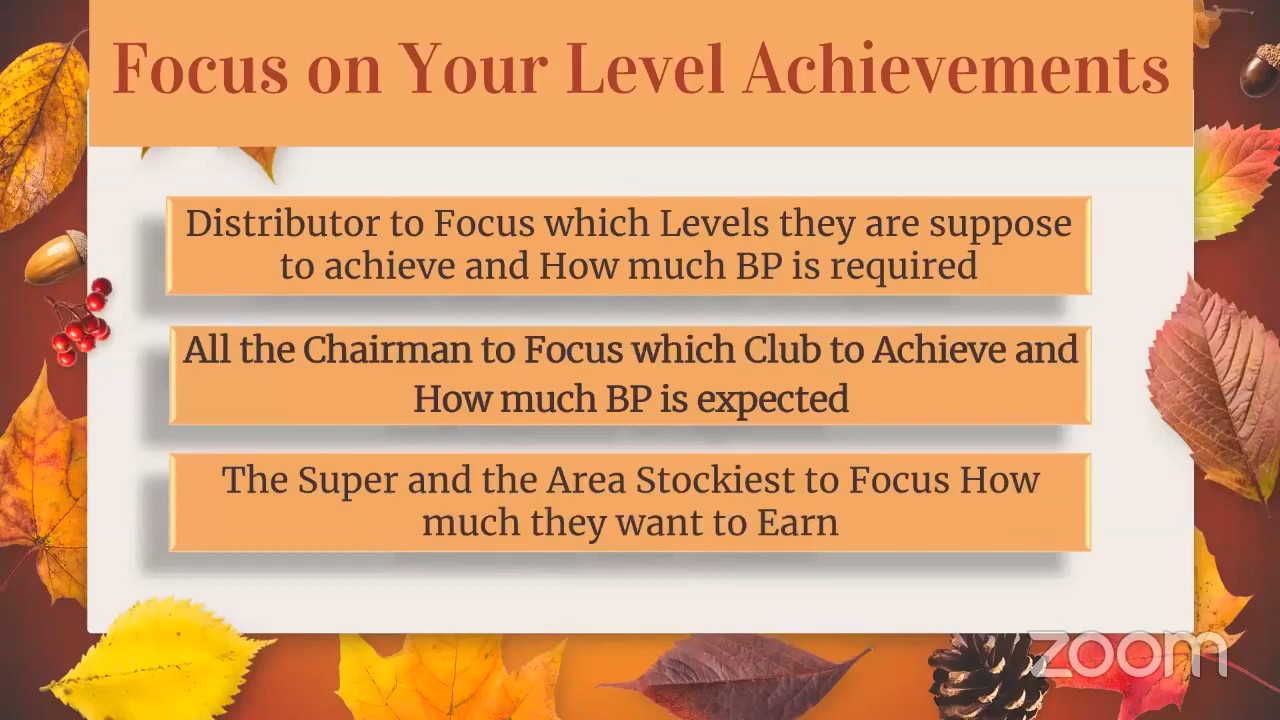 Focus on Your Level Achievements
Distributor to Focus which Levels they are suppose
to achieve and How much BP is required
All the Chairman to Focus which Club to Achieve and
How much BP is expected
The Super and the Area Stockiest to Focus How
much they want to Earn
zoom